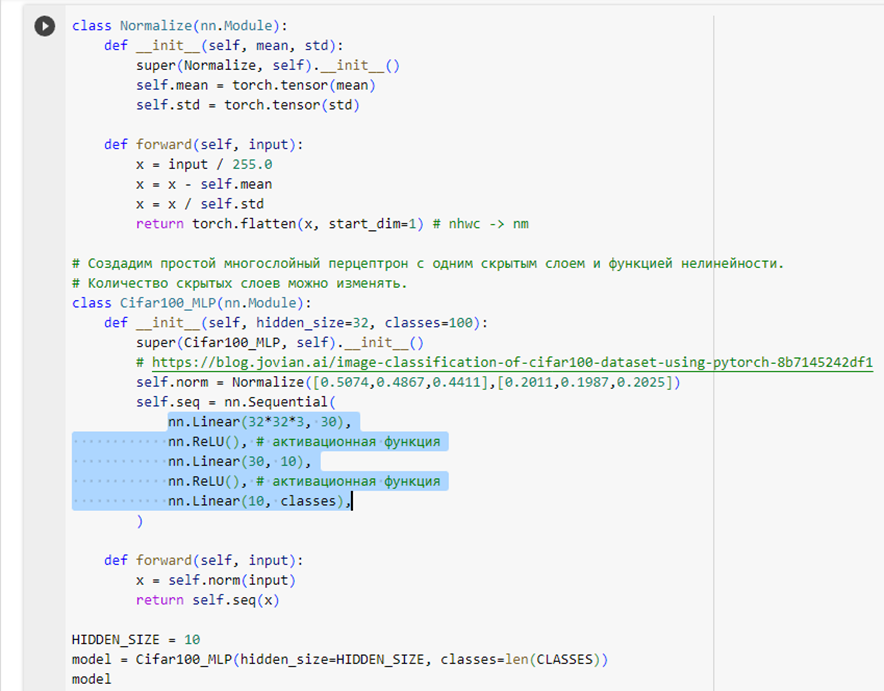 class Normalize(nn.Module):
    def __init__(self, mean, std):
        super(Normalize, self).__init__()
        self.mean = torch.tensor(mean)
        self.std = torch.tensor(std)

    def forward(self, input):
        x = input / 255.0
        x = x - self.mean
        x = x / self.std
        return torch.flatten(x, start_dim=1) # nhwc -> nm

# Создадим простой многослойный перцептрон с одним скрытым слоем и функцией нелинейности.
# Количество скрытых слоев можно изменять.
class Cifar100_MLP(nn.Module):
    def __init__(self, hidden_size=32, classes=100):
        super(Cifar100_MLP, self).__init__()
        # https://blog.jovian.ai/image-classification-of-cifar100-dataset-using-pytorch-8b7145242df1
        self.norm = Normalize([0.5074,0.4867,0.4411],[0.2011,0.1987,0.2025])
        self.seq = nn.Sequential(
            nn.Linear(32*32*3, 30),
            nn.ReLU(), # активационная функция
            nn.Linear(30, 10),
            nn.ReLU(), # активационная функция
            nn.Linear(10, classes),
        )

    def forward(self, input):
        x = self.norm(input)
        return self.seq(x)

HIDDEN_SIZE = 10
model = Cifar100_MLP(hidden_size=HIDDEN_SIZE, classes=len(CLASSES))
model